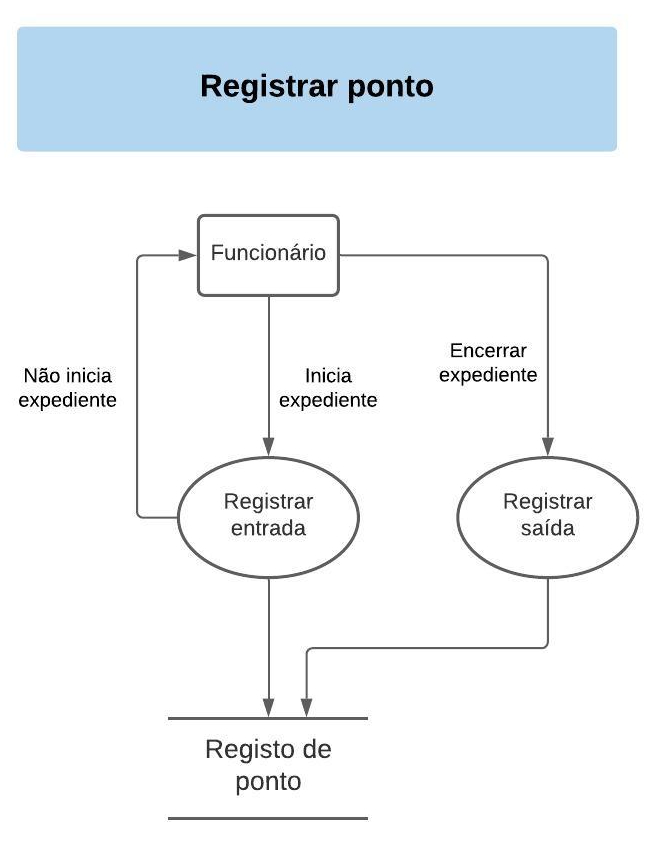 Registrar ponto
Funcionário
Não inicia
expediente
Inicia
expediente
Encerrar
expediente
Registrar
entrada
Registrar
saída
Registo de
ponto